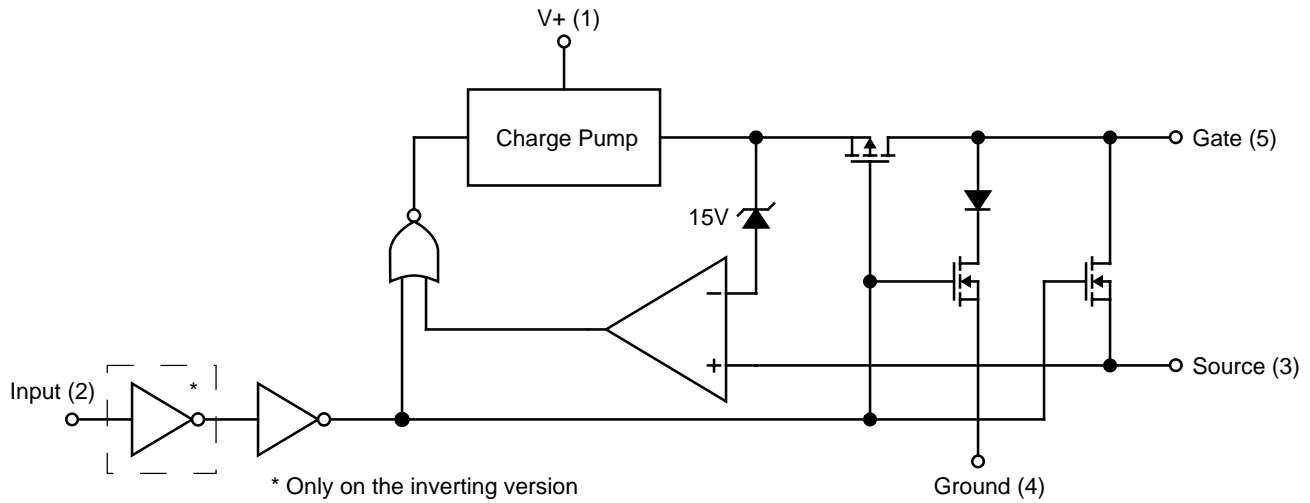 V+ (1)
Charge Pump
Gate (5)
15V
−
+
Source (3)
Input (2)
*
* Only on the inverting version
Ground (4)